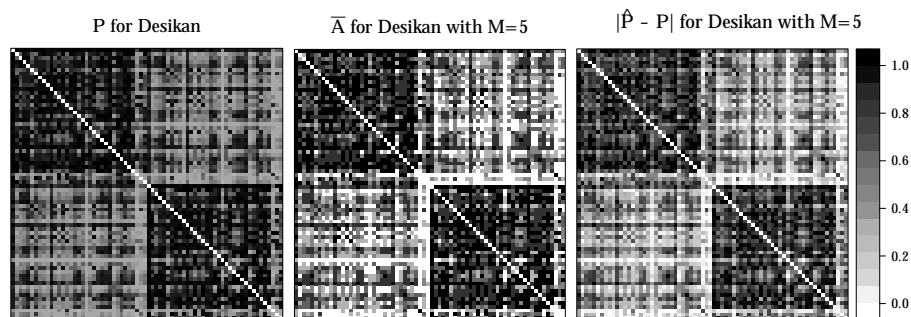 P for Desikan
A̅ for Desikan with M=5
|P̂ - P| for Desikan with M=5
1.0
0.8
0.6
0.4
0.2
0.0